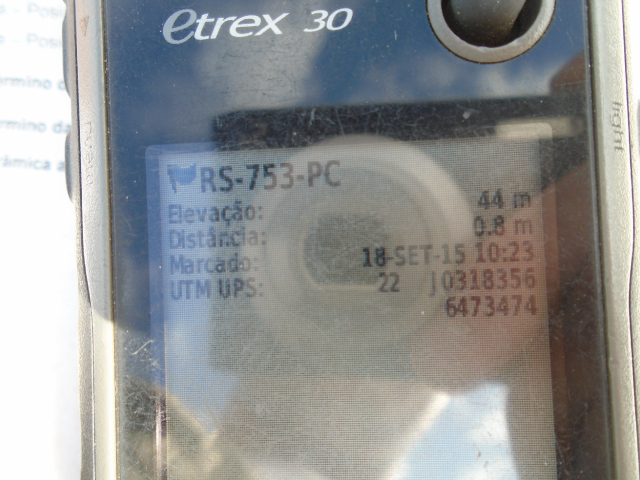 etrex 30
light
RS-753-PC
Elevação: 44 m
Distância: 0.8 m
Marcado: 18-SET-15 10:23
UTM UPS: 22 J0318356
6473474